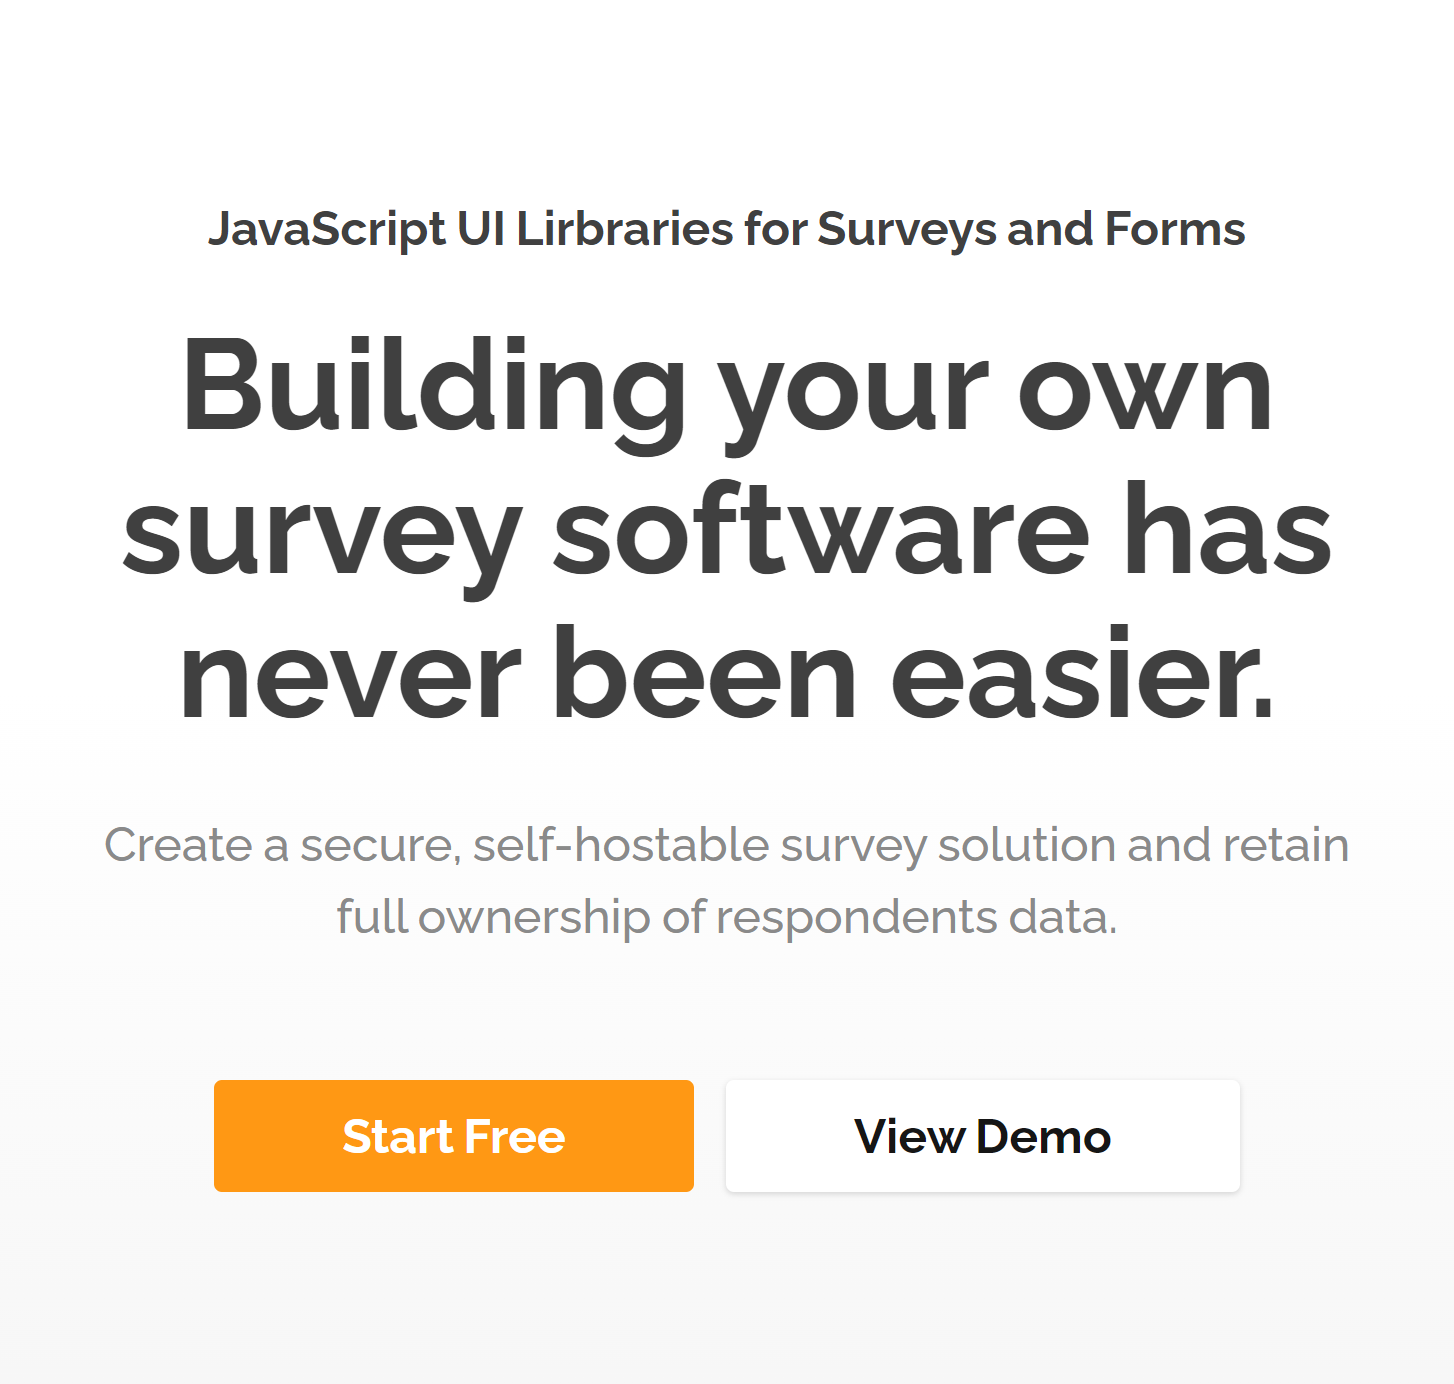 JavaScript UI Lirbraries for Surveys and Forms
Building your own
survey software has
never been easier.
Create a secure, self-hostable survey solution and retain
full ownership of respondents data.
Start Free
View Demo